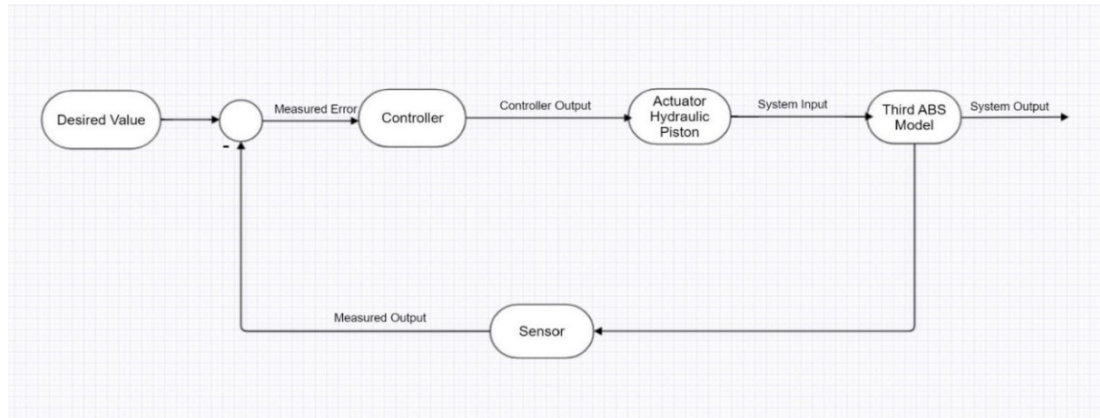 Desired Value
-
Measured Error
Controller
Controller Output
Actuator
Hydraulic
Piston
System Input
Third ABS
Model
System Output
Measured Output
Sensor